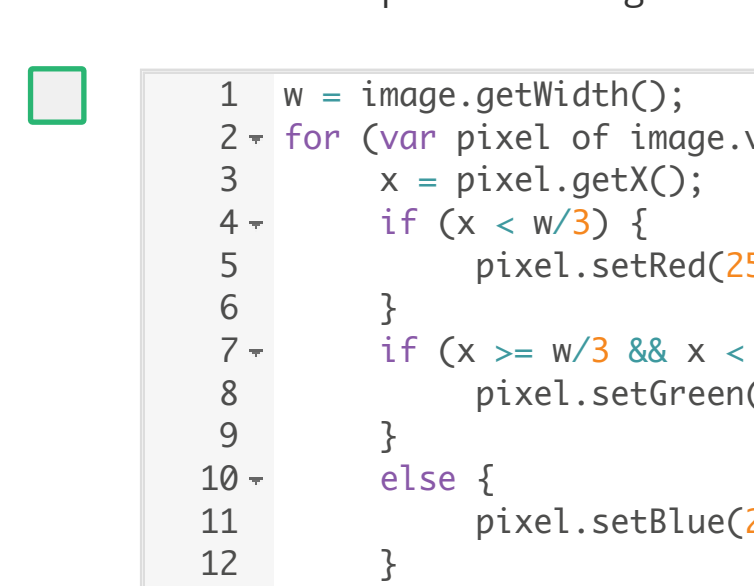 1 w = image.getWidth();
2 for (var pixel of image.
3 x = pixel.getX();
4 if (x < w/3) {
5 pixel.setRed(25
6 }
7 if (x >= w/3 && x <
8 pixel.setGreen(
9 }
10 else {
11 pixel.setBlue(2
12 }